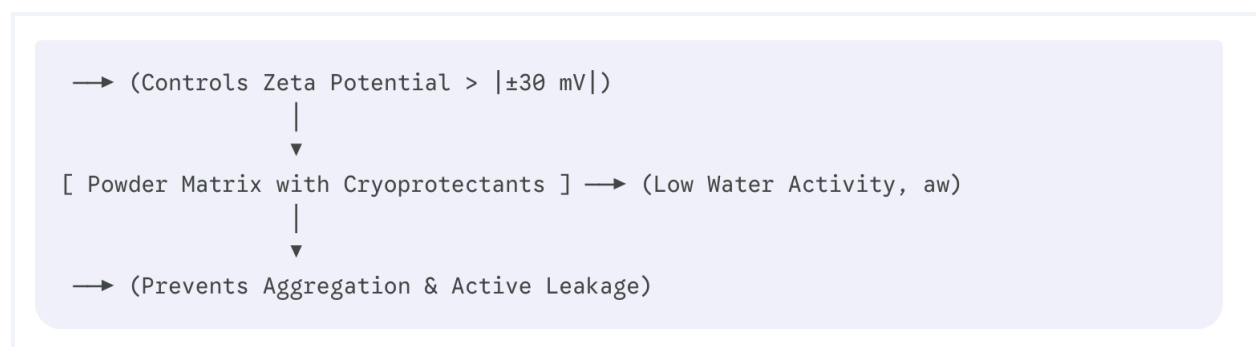 ──▶ (Controls Zeta Potential > |±30 mV|)
[ Powder Matrix with Cryoprotectants ] ──▶ (Low Water Activity, aw)
──▶ (Prevents Aggregation & Active Leakage)